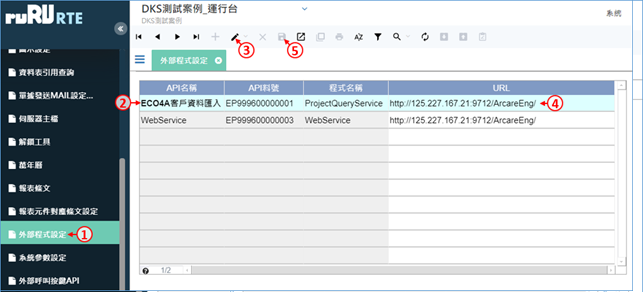 ruRU RTE
DKS測試案例_運行台
DKS測試案例
系統
資料表引用查詢
單據發送MAIL設定...
伺服器主檔
解鎖工具
萬年曆
報表條文
報表元件對應條文設定
外部程式設定 1
系統參數設定
外部呼叫按鍵API
3
5
外部程式設定
API名稱 API料號 程式名稱 URL
2 ECO4A客戶資料匯入 EP999600000001 ProjectQueryService http://125.227.167.21:9712/ArcareEng/ 4
WebService EP999600000003 WebService http://125.227.167.21:9712/ArcareEng/
1/2